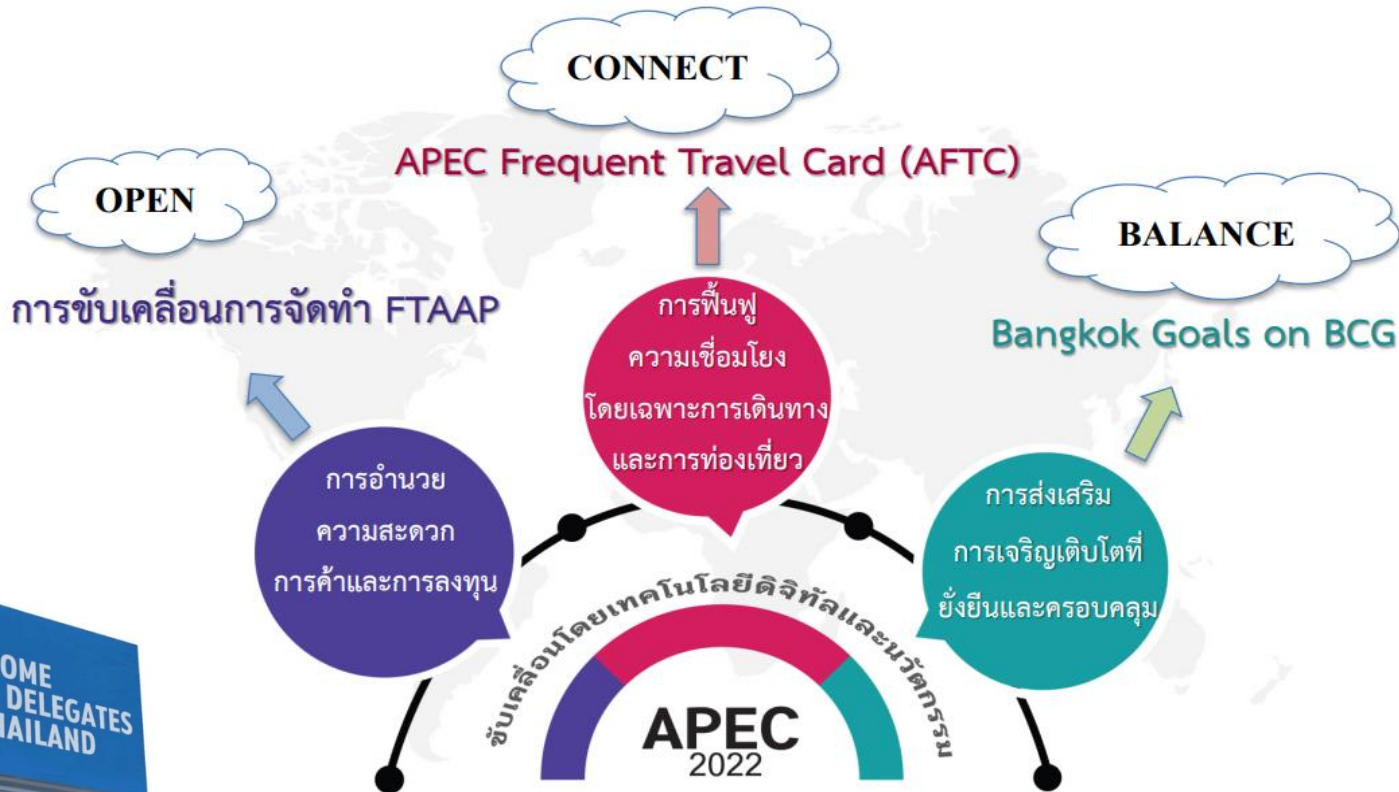 CONNECT
APEC Frequent Travel Card (AFTC)
OPEN
การขับเคลื่อนการจัดทำ FTAAP
BALANCE
Bangkok Goals on BCG
การอำนวย
ความสะดวก
การค้าและการลงทุน
การฟื้นฟู
ความเชื่อมโยง
โดยเฉพาะการเดินทาง
และการท่องเที่ยว
การส่งเสริม
การเจริญเติบโตที่
ยั่งยืนและครอบคลุม
ขับเคลื่อนโดยเทคโนโลยีดิจิทัลและนวัตกรรม
APEC
2022
OME
DELEGATES
HAILAND